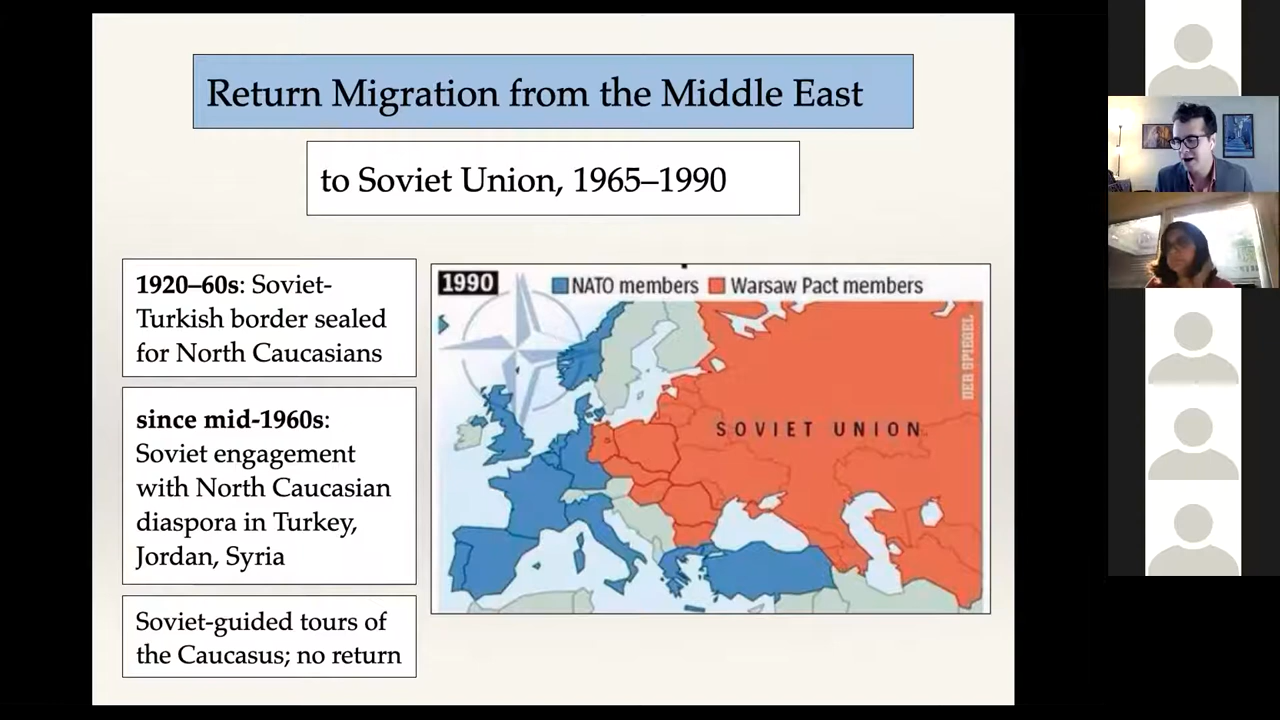 Return Migration from the Middle East
to Soviet Union, 1965–1990
1920–60s: Soviet-
Turkish border sealed
for North Caucasians
since mid-1960s:
Soviet engagement
with North Caucasian
diaspora in Turkey,
Jordan, Syria
Soviet-guided tours of
the Caucasus; no return
1990
NATO members
Warsaw Pact members
DER SPIEGEL
SOVIET UNION